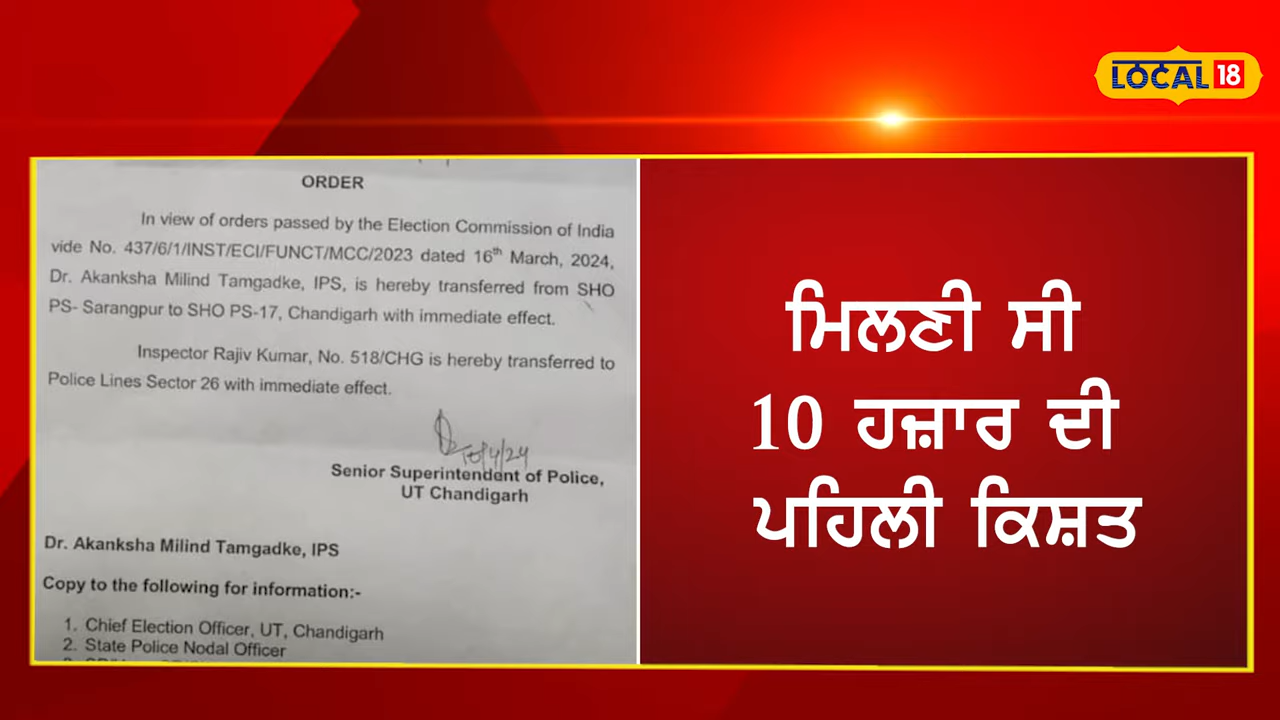 LOCAL 18
ORDER
In view of orders passed by the Election Commission of India
vide No. 437/6/1/INST/ECI/FUNCT/MCC/2023 dated 16th March, 2024,
Dr. Akanksha Milind Tamgadke, IPS, is hereby transferred from SHO
PS- Sarangpur to SHO PS-17, Chandigarh with immediate effect.
Inspector Rajiv Kumar, No. 518/CHG is hereby transferred to
Police Lines Sector 26 with immediate effect.
Senior Superintendent of Police,
UT Chandigarh
Dr. Akanksha Milind Tamgadke, IPS
Copy to the following for information:-
1. Chief Election Officer, UT, Chandigarh
2. State Police Nodal Officer
ਮਿਲਣੀ ਸੀ
10 ਹਜ਼ਾਰ ਦੀ
ਪਹਿਲੀ ਕਿਸ਼ਤ